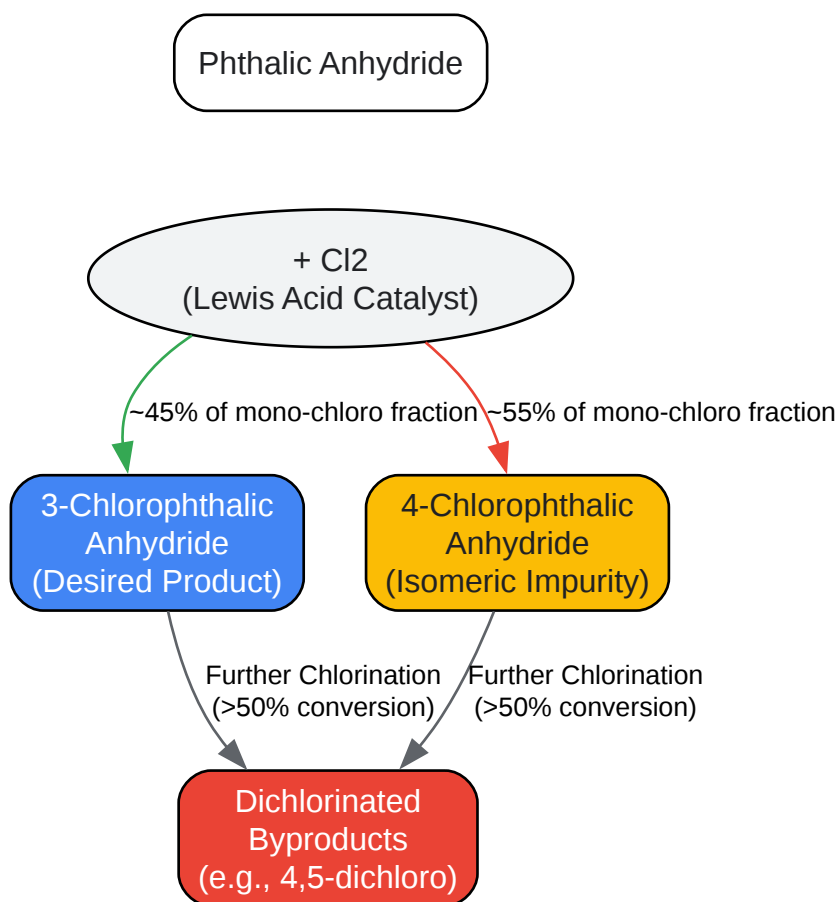 Phthalic Anhydride
+ Cl2
(Lewis Acid Catalyst)
~45% of mono-chloro fraction
~55% of mono-chloro fraction
3-Chlorophthalic
Anhydride
(Desired Product)
4-Chlorophthalic
Anhydride
(Isomeric Impurity)
Further Chlorination
(>50% conversion)
Further Chlorination
(>50% conversion)
Dichlorinated
Byproducts
(e.g., 4,5-dichloro)